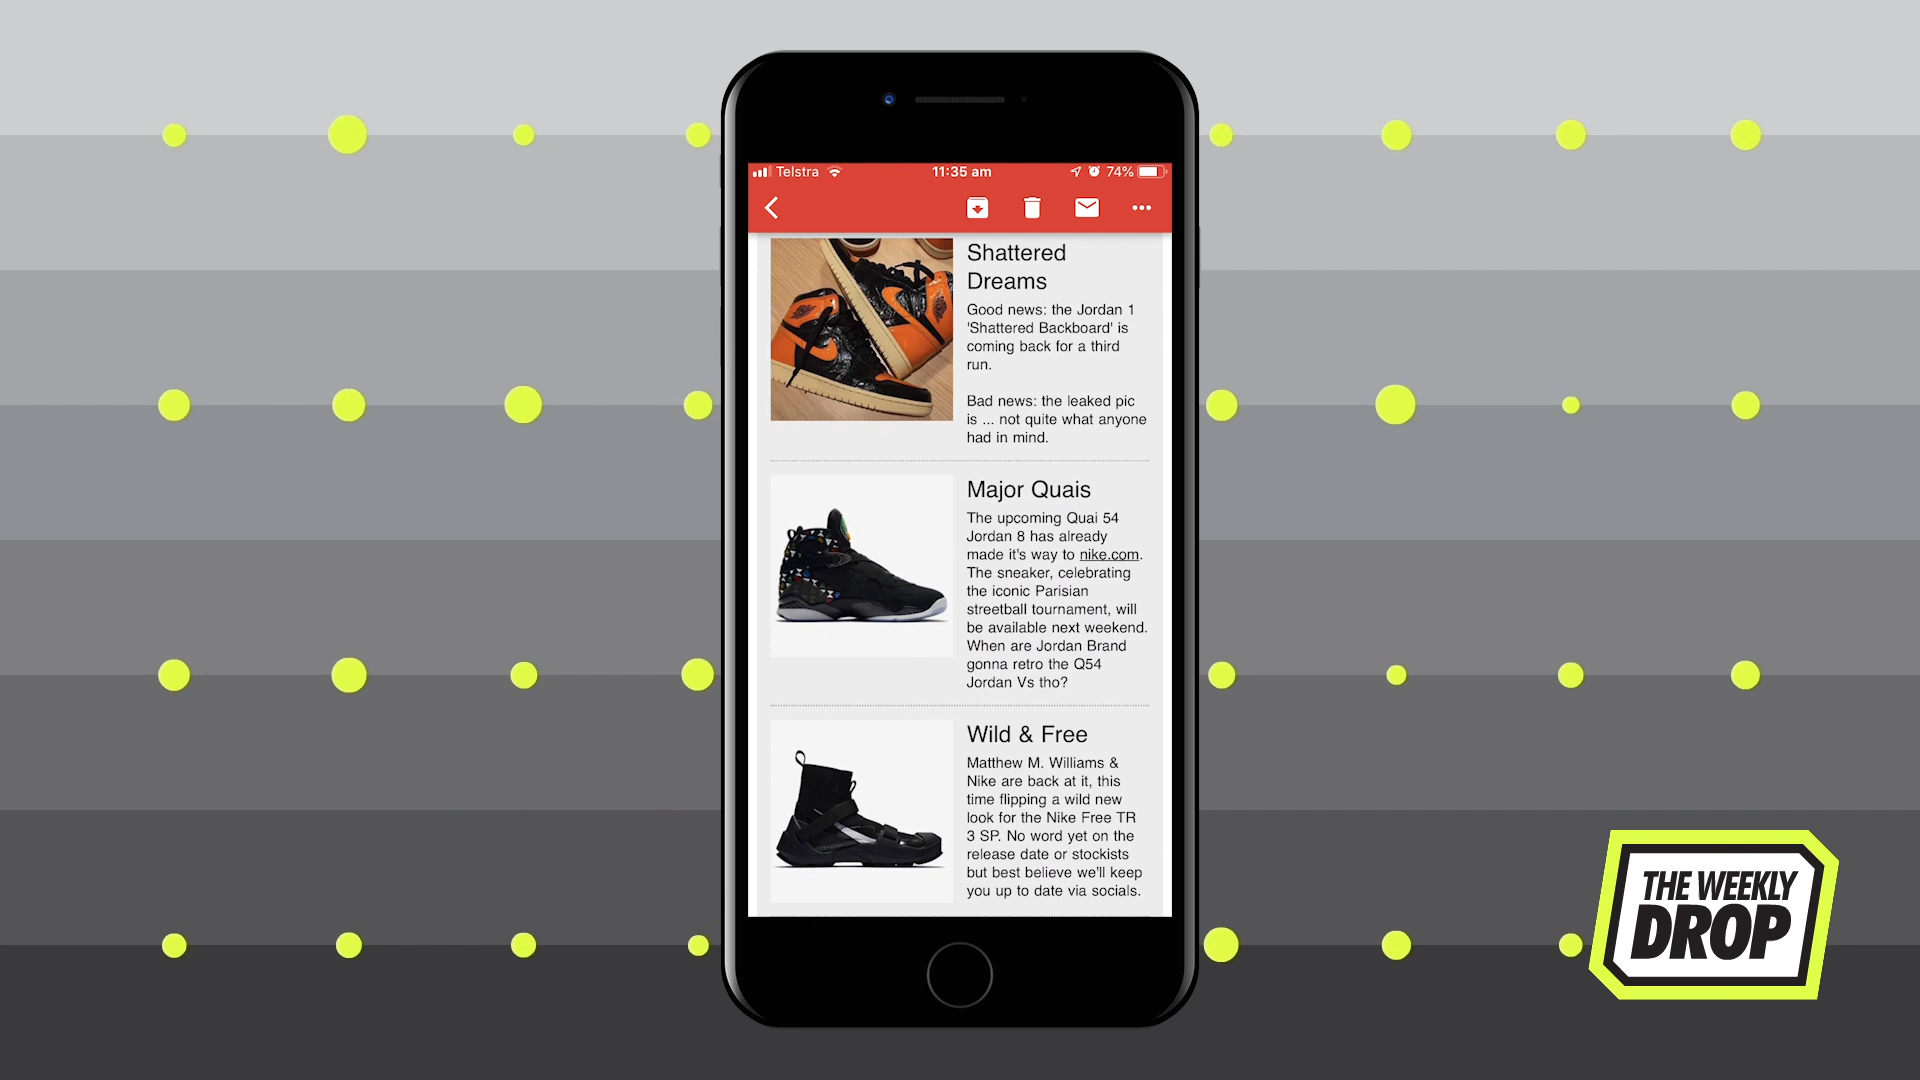 Telstra
11:35 am
74%
Shattered
Dreams
Good news: the Jordan 1
'Shattered Backboard' is
coming back for a third
run.
Bad news: the leaked pic
is ... not quite what anyone
had in mind.
Major Quais
The upcoming Quai 54
Jordan 8 has already
made it's way to nike.com.
The sneaker, celebrating
the iconic Parisian
streetball tournament, will
be available next weekend.
When are Jordan Brand
gonna retro the Q54
Jordan Vs tho?
Wild & Free
Matthew M. Williams &
Nike are back at it, this
time flipping a wild new
look for the Nike Free TR
3 SP. No word yet on the
release date or stockists
but best believe we'll keep
you up to date via socials.
THE WEEKLY
DROP